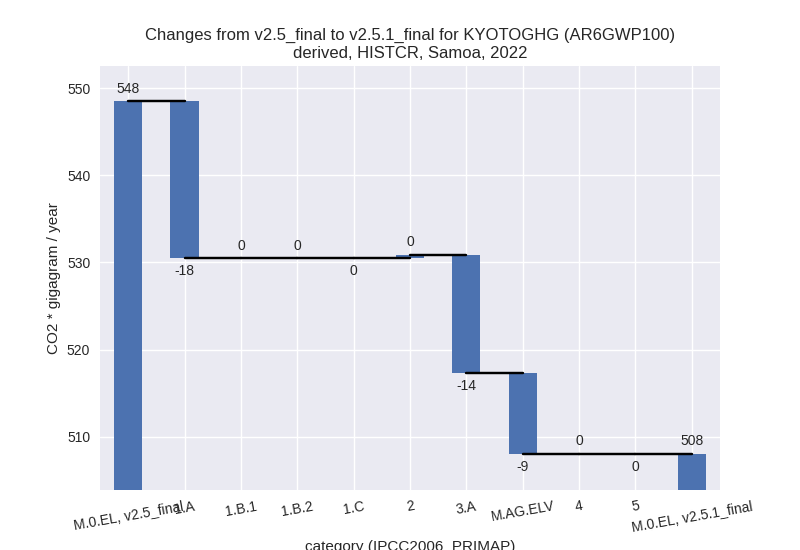 Changes from v2.5_final to v2.5.1_final for KYOTOGHG (AR6GWP100)
derived, HISTCR, Samoa, 2022
CO2 * gigagram / year
550
540
530
520
510
548
-18
0
0
0
0
-14
-9
0
0
508
M.0.EL, v2.5_final
1.A
1.B.1
1.B.2
1.C
2
3.A
M.AG.ELV
4
5
M.0.EL, v2.5.1_final
category (IPCC2006_PRIMAP)